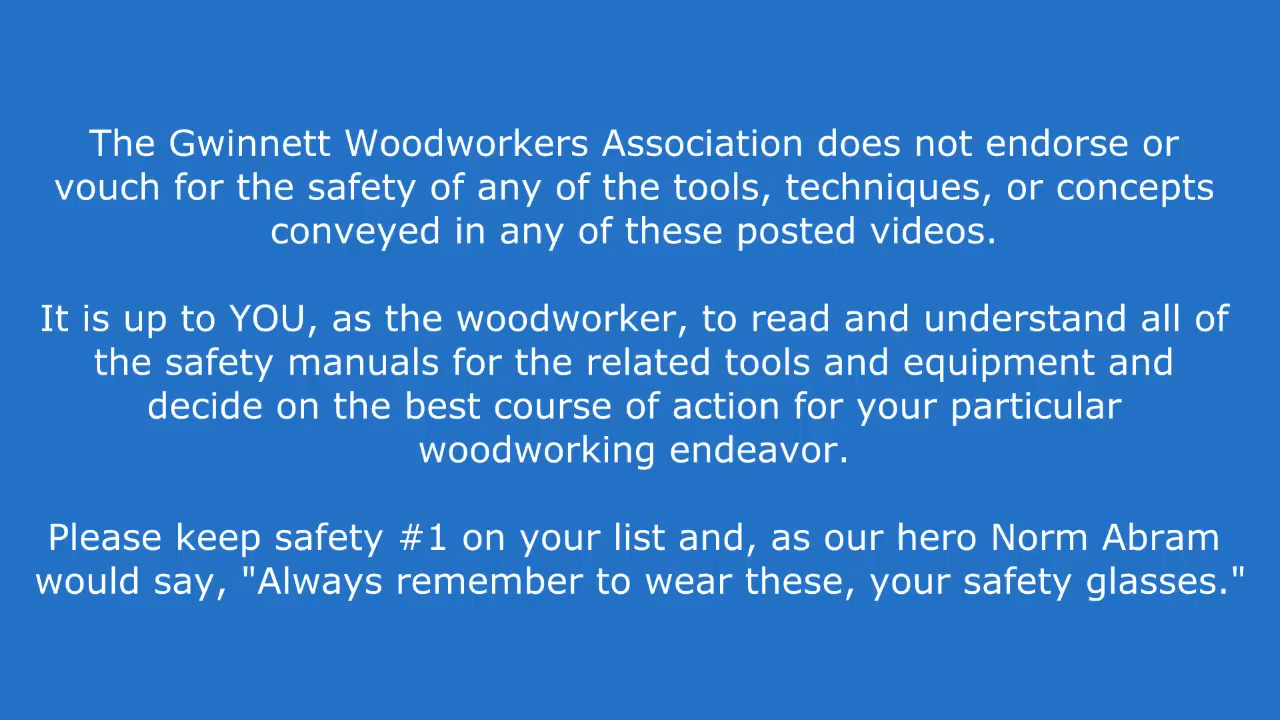 The Gwinnett Woodworkers Association does not endorse or
vouch for the safety of any of the tools, techniques, or concepts
conveyed in any of these posted videos.
It is up to YOU, as the woodworker, to read and understand all of
the safety manuals for the related tools and equipment and
decide on the best course of action for your particular
woodworking endeavor.
Please keep safety #1 on your list and, as our hero Norm Abram
would say, "Always remember to wear these, your safety glasses."